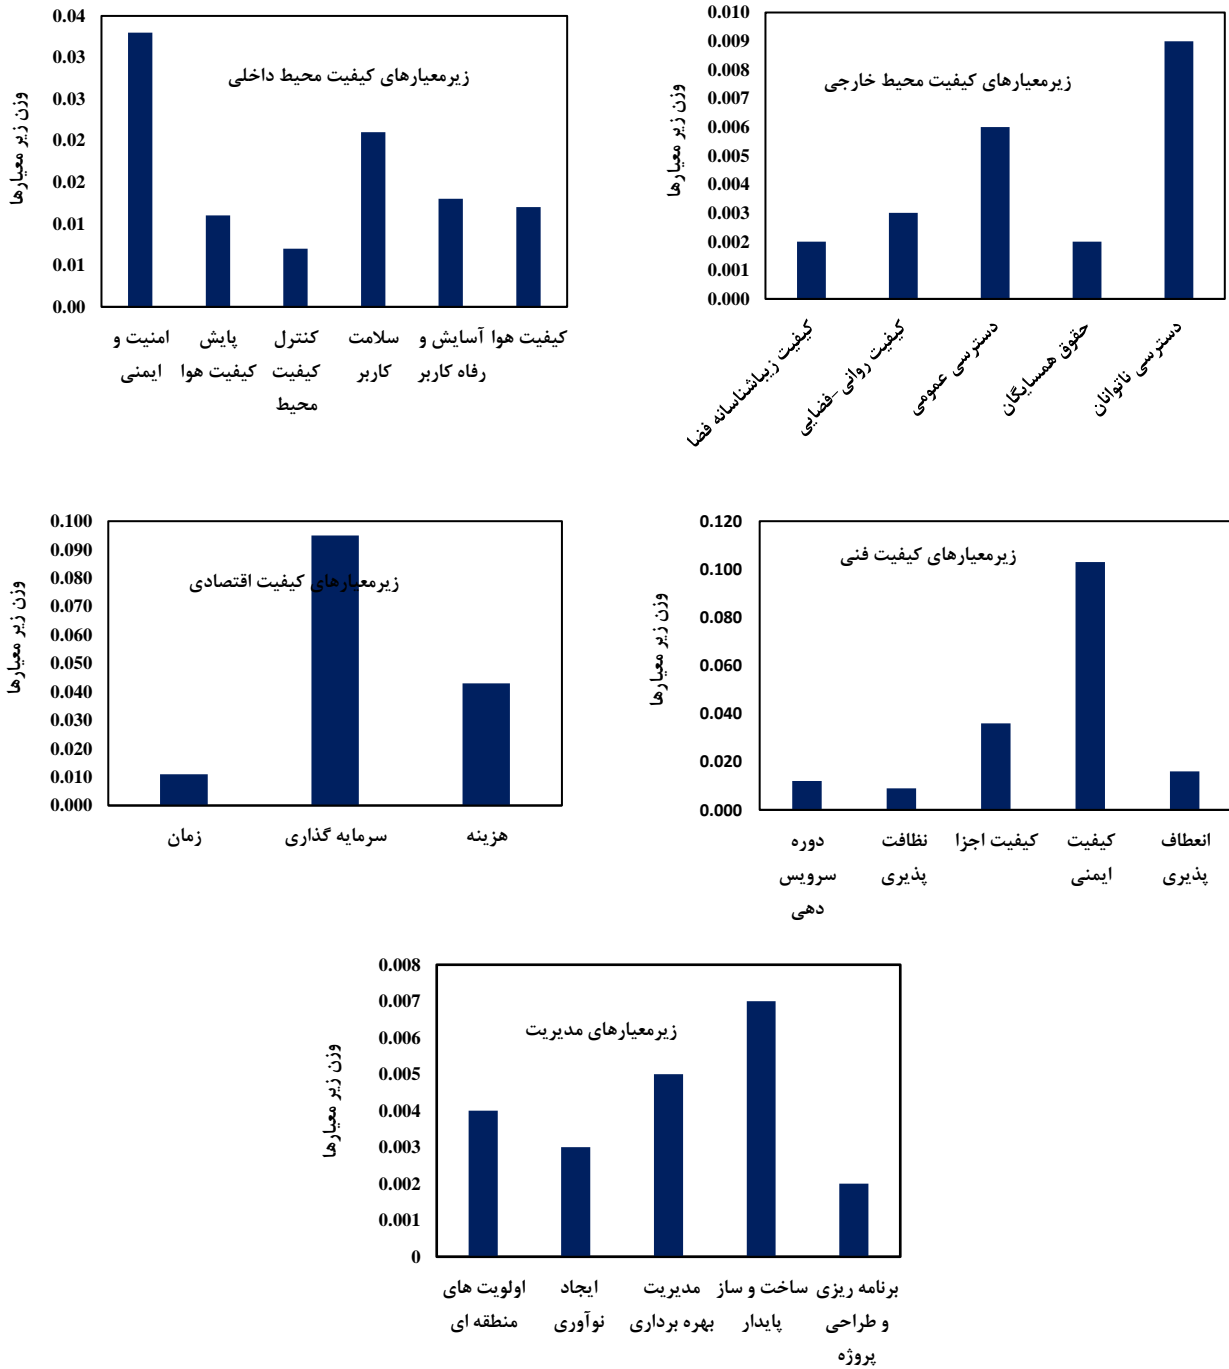 زیرمعیارهای کیفیت محیط داخلی
وزن زیر معیارها
0.04
0.03
0.03
0.02
0.02
0.01
0.01
0.00
امنیت و
ایمنی
پایش
کیفیت هوا
کنترل
کیفیت
محیط
سلامت
کاربر
آسایش و
رفاه کاربر
کیفیت هوا
زیرمعیارهای کیفیت محیط خارجی
وزن زیر معیارها
0.010
0.009
0.008
0.007
0.006
0.005
0.004
0.003
0.002
0.001
0.000
کیفیت زیباشناسانه فضا
کیفیت روانی -فضایی
دسترسی عمومی
حقوق همسایگان
دسترسی ناتوانان
زیرمعیارهای کیفیت اقتصادی
وزن زیر معیارها
0.100
0.090
0.080
0.070
0.060
0.050
0.040
0.030
0.020
0.010
0.000
زمان
سرمایه گذاری
هزینه
زیرمعیارهای کیفیت فنی
وزن زیر معیارها
0.120
0.100
0.080
0.060
0.040
0.020
0.000
دوره
سرویس
دهی
نظافت
پذیری
کیفیت اجزا
کیفیت
ایمنی
انعطاف
پذیری
زیرمعیارهای مدیریت
وزن زیر معیارها
0.008
0.007
0.006
0.005
0.004
0.003
0.002
0.001
0
اولویت های
منطقه ای
ایجاد
نوآوری
مدیریت
بهره برداری
ساخت و ساز
پایدار
برنامه ریزی
و طراحی
پروژه